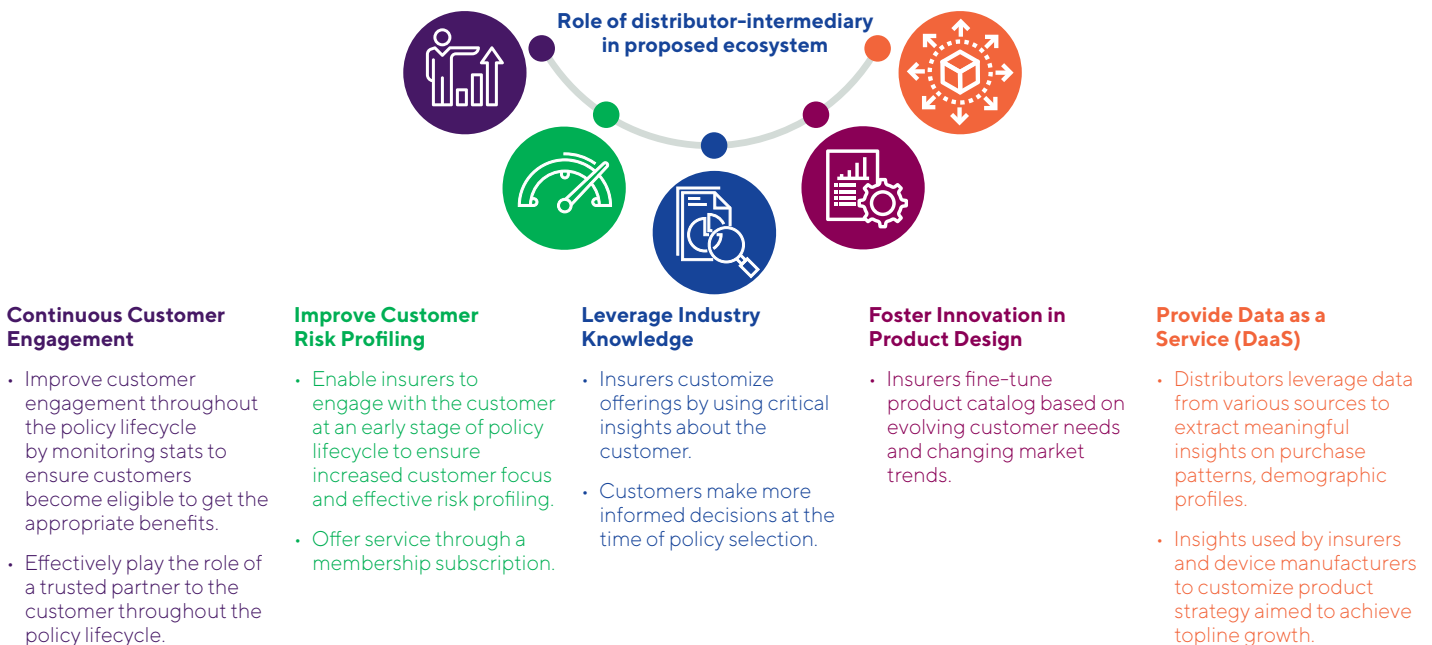 Role of distributor-intermediary
in proposed ecosystem
Continuous Customer
Engagement
• Improve customer
engagement throughout
the policy lifecycle
by monitoring stats to
ensure customers
become eligible to get the
appropriate benefits.
• Effectively play the role of
a trusted partner to the
customer throughout the
policy lifecycle.
Improve Customer
Risk Profiling
• Enable insurers to
engage with the customer
at an early stage of policy
lifecycle to ensure
increased customer focus
and effective risk profiling.
• Offer service through a
membership subscription.
Leverage Industry
Knowledge
• Insurers customize
offerings by using critical
insights about the
customer.
• Customers make more
informed decisions at the
time of policy selection.
Foster Innovation in
Product Design
• Insurers fine-tune
product catalog based on
evolving customer needs
and changing market
trends.
Provide Data as a
Service (DaaS)
• Distributors leverage data
from various sources to
extract meaningful
insights on purchase
patterns, demographic
profiles.
• Insights used by insurers
and device manufacturers
to customize product
strategy aimed to achieve
topline growth.